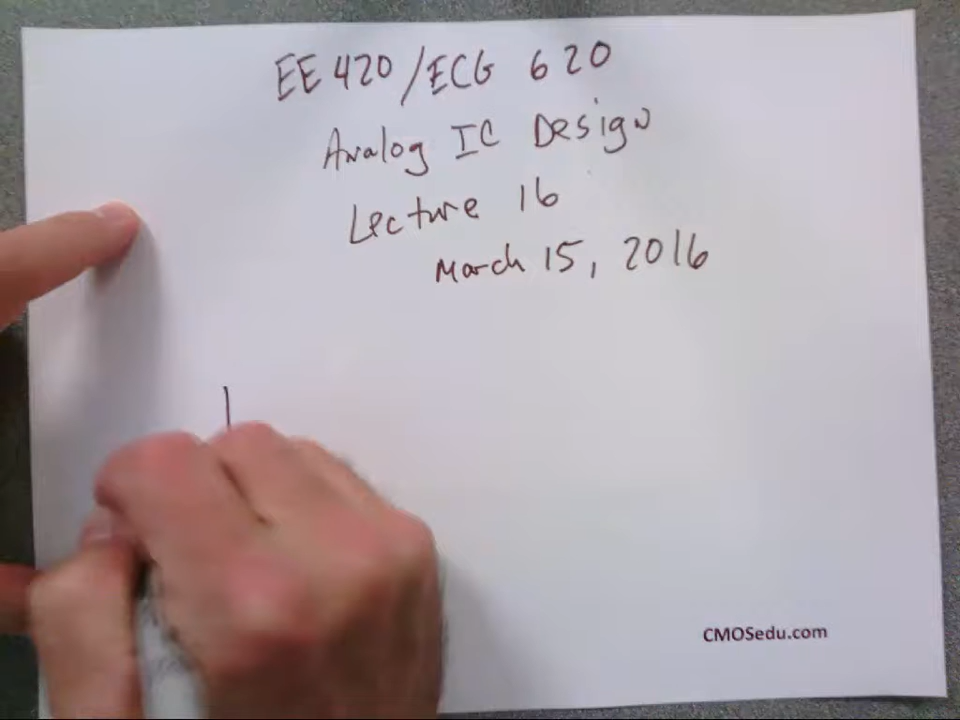 EE 420/ECG 620
Analog IC Design
Lecture 16
March 15, 2016
CMOSedu.com